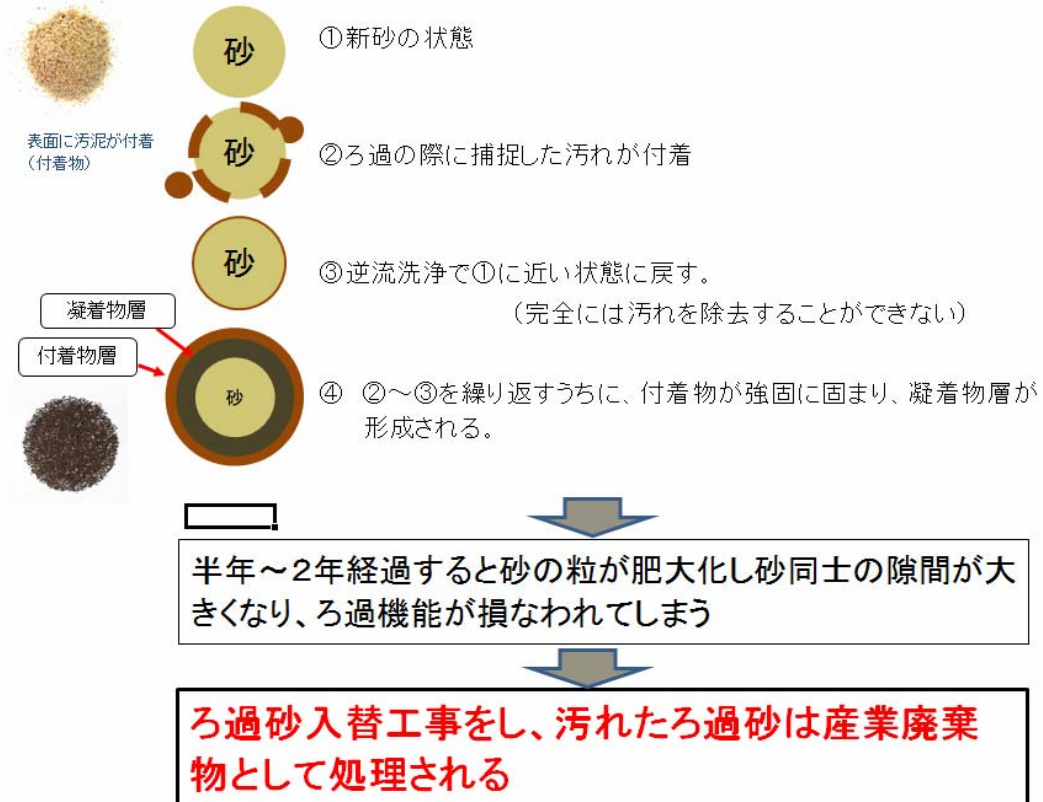 砂
①新砂の状態
表面に汚泥が付着
（付着物）
砂
②ろ過の際に捕捉した汚れが付着
砂
③逆流洗浄で①に近い状態に戻す。
（完全には汚れを除去することができない）
凝着物層
付着物層
砂
④ ②～③を繰り返すうちに、付着物が強固に固まり、凝着物層が
形成される。
半年～２年経過すると砂の粒が肥大化し砂同士の隙間が大
きくなり、ろ過機能が損なわれてしまう
ろ過砂入替工事をし、汚れたろ過砂は産業廃棄
物として処理される